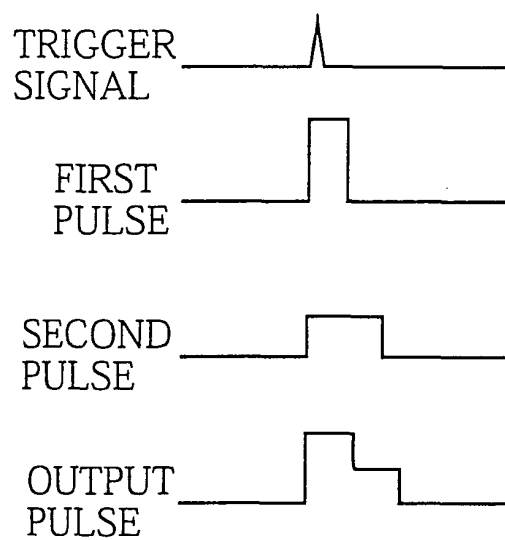 TRIGGER
SIGNAL
FIRST
PULSE
SECOND
PULSE
OUTPUT
PULSE